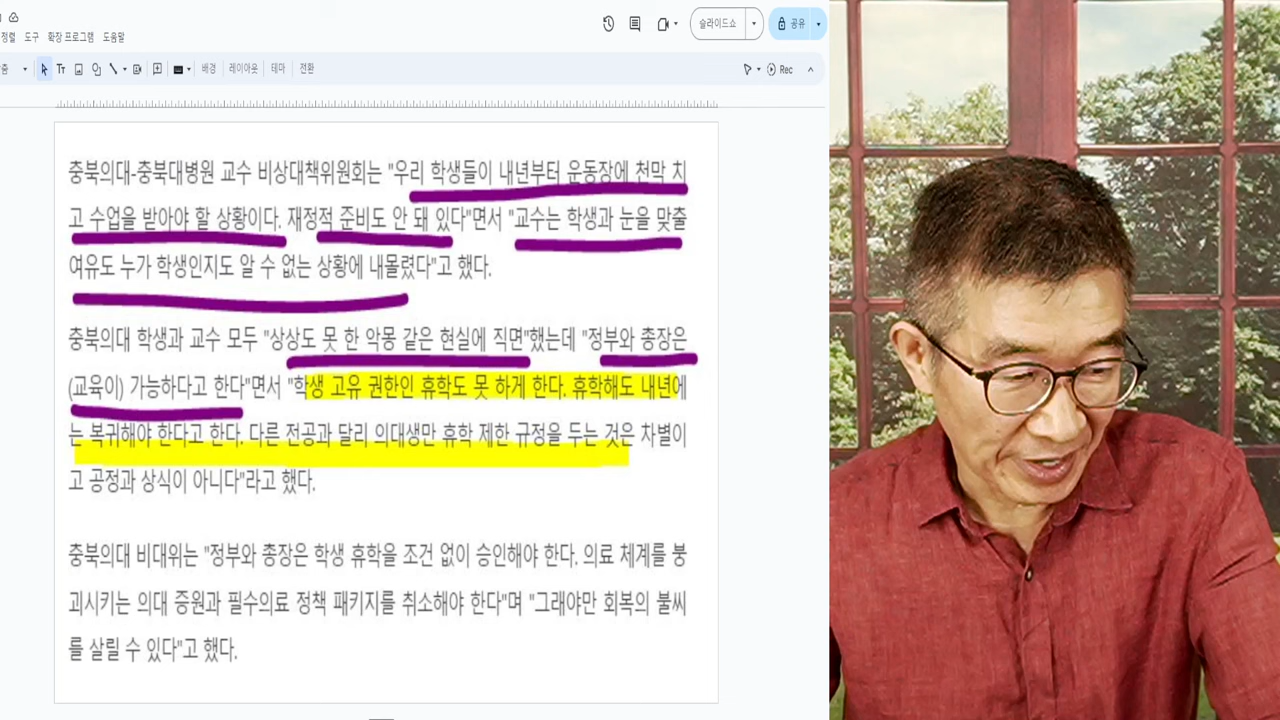 정렬 도구 확장 프로그램 도움말
슬라이드쇼
공유
배경 레이아웃 테마 전환
Rec
충북의대-충북대병원 교수 비상대책위원회는 "우리 학생들이 내년부터 운동장에 천막 치
고 수업을 받아야 할 상황이다. 재정적 준비도 안 돼 있다"면서 "교수는 학생과 눈을 맞출
여유도 누가 학생인지도 알 수 없는 상황에 내몰렸다"고 했다.
충북의대 학생과 교수 모두 "상상도 못 한 악몽 같은 현실에 직면"했는데 "정부와 총장은
(교육이) 가능하다고 한다"면서 "학생 고유 권한인 휴학도 못 하게 한다. 휴학해도 내년에
는 복귀해야 한다고 한다. 다른 전공과 달리 의대생만 휴학 제한 규정을 두는 것은 차별이
고 공정과 상식이 아니다"라고 했다.
충북의대 비대위는 "정부와 총장은 학생 휴학을 조건 없이 승인해야 한다. 의료 체계를 붕
괴시키는 의대 증원과 필수의료 정책 패키지를 취소해야 한다"며 "그래야만 회복의 불씨
를 살릴 수 있다"고 했다.